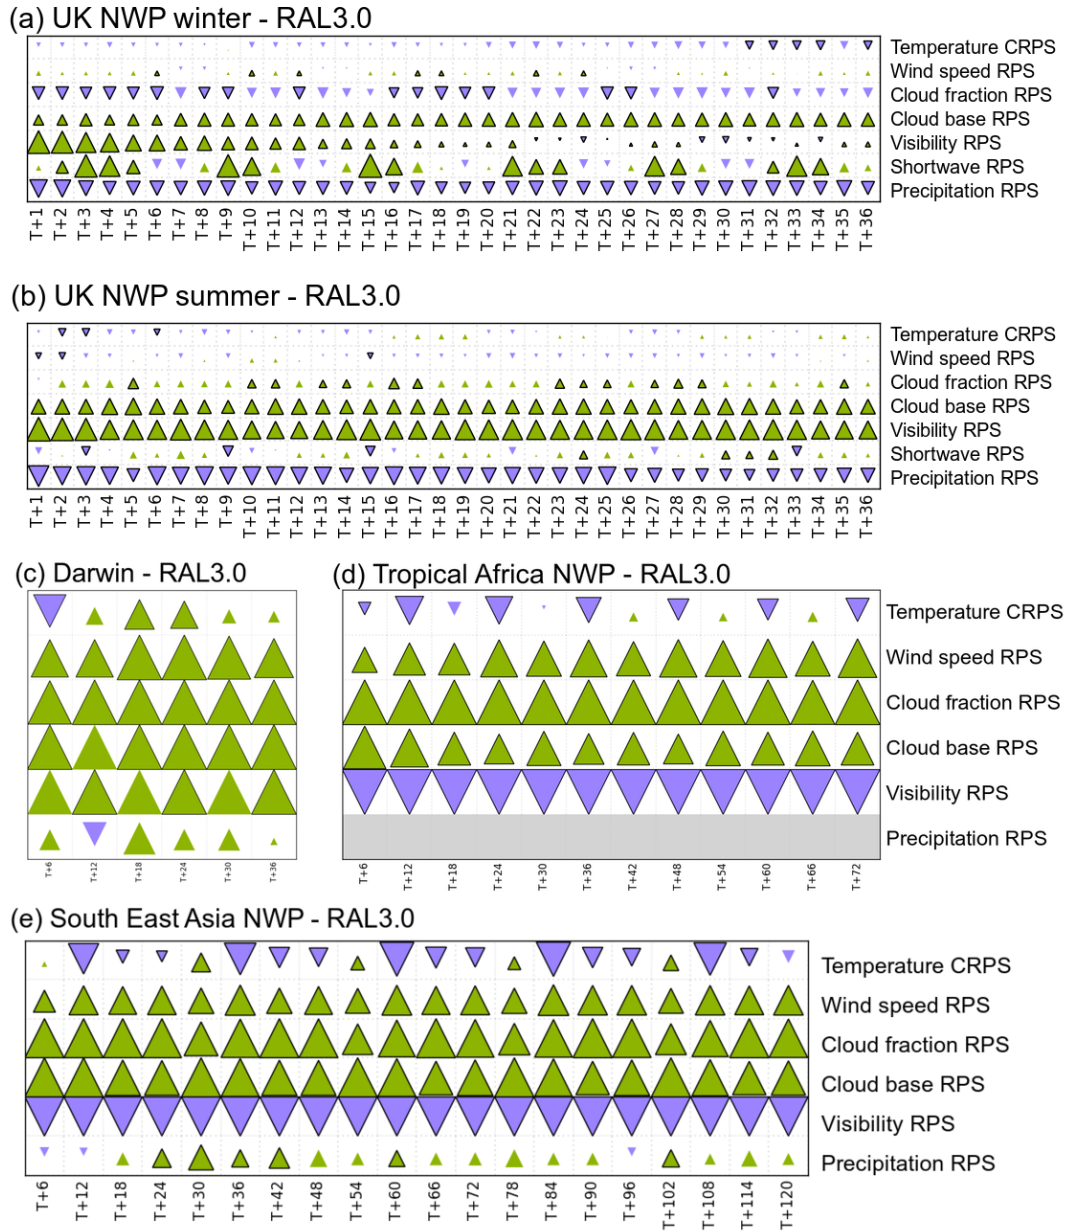 (a) UK NWP winter - RAL3.0
Temperature CRPS
Wind speed RPS
Cloud fraction RPS
Cloud base RPS
Visibility RPS
Shortwave RPS
Precipitation RPS
T+1 T+2 T+3 T+4 T+5 T+6 T+7 T+8 T+9 T+10 T+11 T+12 T+13 T+14 T+15 T+16 T+17 T+18 T+19 T+20 T+21 T+22 T+23 T+24 T+25 T+26 T+27 T+28 T+29 T+30 T+31 T+32 T+33 T+34 T+35 T+36
(b) UK NWP summer - RAL3.0
Temperature CRPS
Wind speed RPS
Cloud fraction RPS
Cloud base RPS
Visibility RPS
Shortwave RPS
Precipitation RPS
T+1 T+2 T+3 T+4 T+5 T+6 T+7 T+8 T+9 T+10 T+11 T+12 T+13 T+14 T+15 T+16 T+17 T+18 T+19 T+20 T+21 T+22 T+23 T+24 T+25 T+26 T+27 T+28 T+29 T+30 T+31 T+32 T+33 T+34 T+35 T+36
(c) Darwin - RAL3.0
T+6 T+12 T+18 T+24 T+30 T+36
(d) Tropical Africa NWP - RAL3.0
Temperature CRPS
Wind speed RPS
Cloud fraction RPS
Cloud base RPS
Visibility RPS
Precipitation RPS
T+6 T+12 T+18 T+24 T+30 T+36 T+42 T+48 T+54 T+60 T+66 T+72
(e) South East Asia NWP - RAL3.0
Temperature CRPS
Wind speed RPS
Cloud fraction RPS
Cloud base RPS
Visibility RPS
Precipitation RPS
T+6 T+12 T+18 T+24 T+30 T+36 T+42 T+48 T+54 T+60 T+66 T+72 T+78 T+84 T+90 T+96 T+102 T+108 T+114 T+120